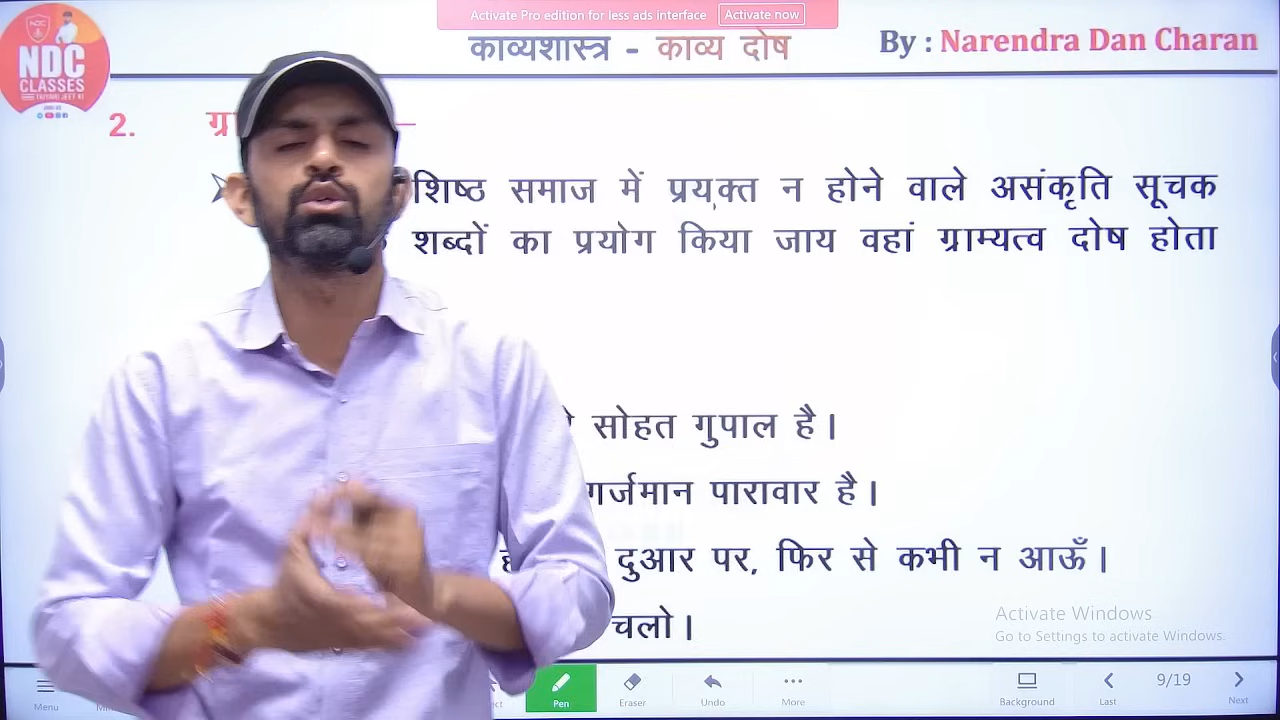 Activate Pro edition for less ads interface Activate now
काव्यशास्त्र - काव्य दोष By : Narendra Dan Charan
NDC
CLASSES
2.
शिष्ठ समाज में प्रयुक्त न होने वाले असंकृति सूचक
शब्दों का प्रयोग किया जाय वहां ग्राम्यत्व दोष होता
सोहत गुपाल है।
गर्जमान पारावार है।
दुआर पर, फिर से कभी न आऊँ।
चलो।
Activate Windows
Go to Settings to activate Windows.
Menu Pen Eraser Undo More Background Last 9/19 Next